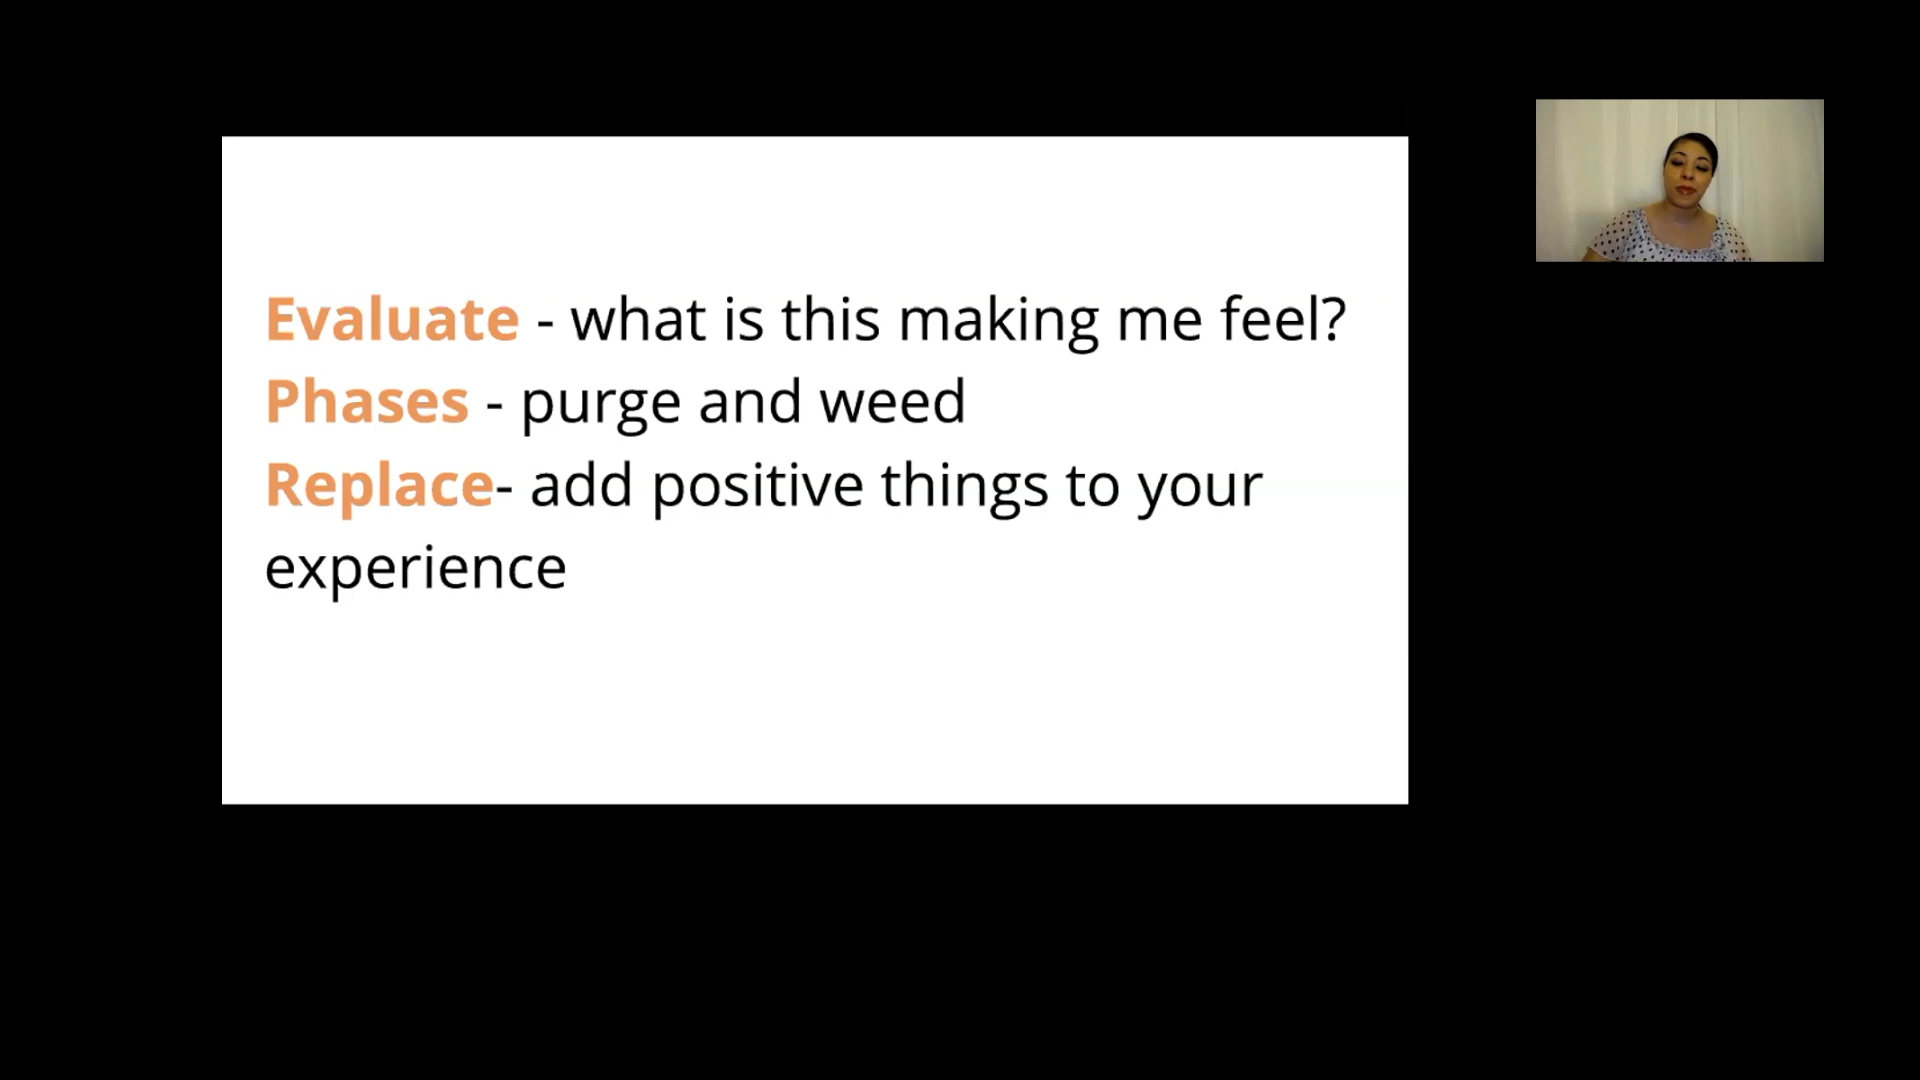 Evaluate - what is this making me feel?
Phases - purge and weed
Replace- add positive things to your
experience